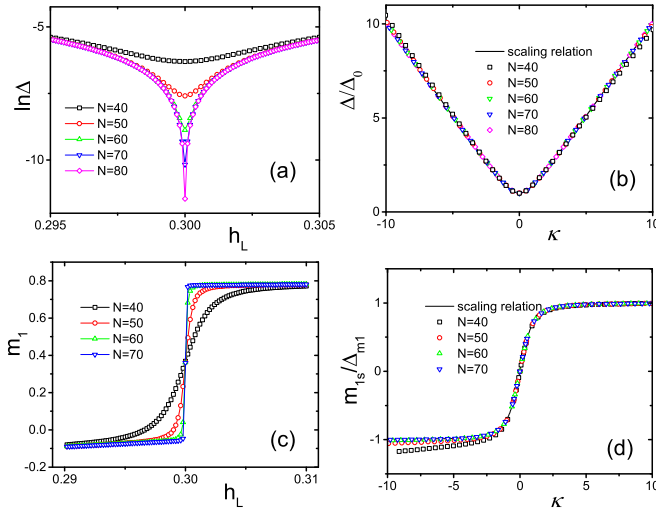 -5
-10
lnΔ
N=40
N=50
N=60
N=70
N=80
(a)
0.295 0.300 0.305
h_L
10
5
0
Δ/Δ_0
scaling relation
N=40
N=50
N=60
N=70
N=80
(b)
-10 -5 0 5 10
κ
0.8
0.6
0.4
0.2
0.0
-0.2
m_1
N=40
N=50
N=60
N=70
(c)
0.29 0.30 0.31
h_L
1
0
-1
m_1s/Δ_m1
scaling relation
N=40
N=50
N=60
N=70
(d)
-10 -5 0 5 10
κ